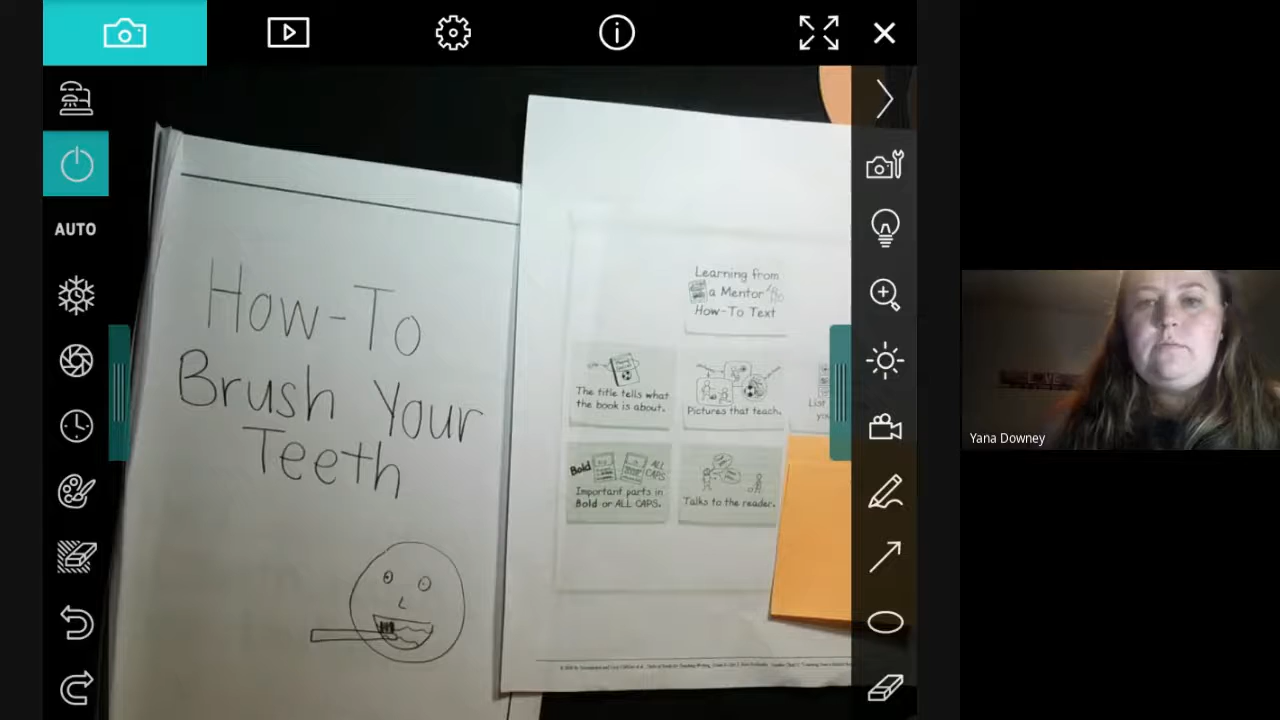 AUTO
How-To
Brush Your
Teeth
Learning from
a Mentor
How-To Text
The title tells what
the book is about.
Pictures that teach.
List
Bold
ALL
CAPS
Important parts in
Bold or ALL CAPS.
Talks to the reader.
Yana Downey